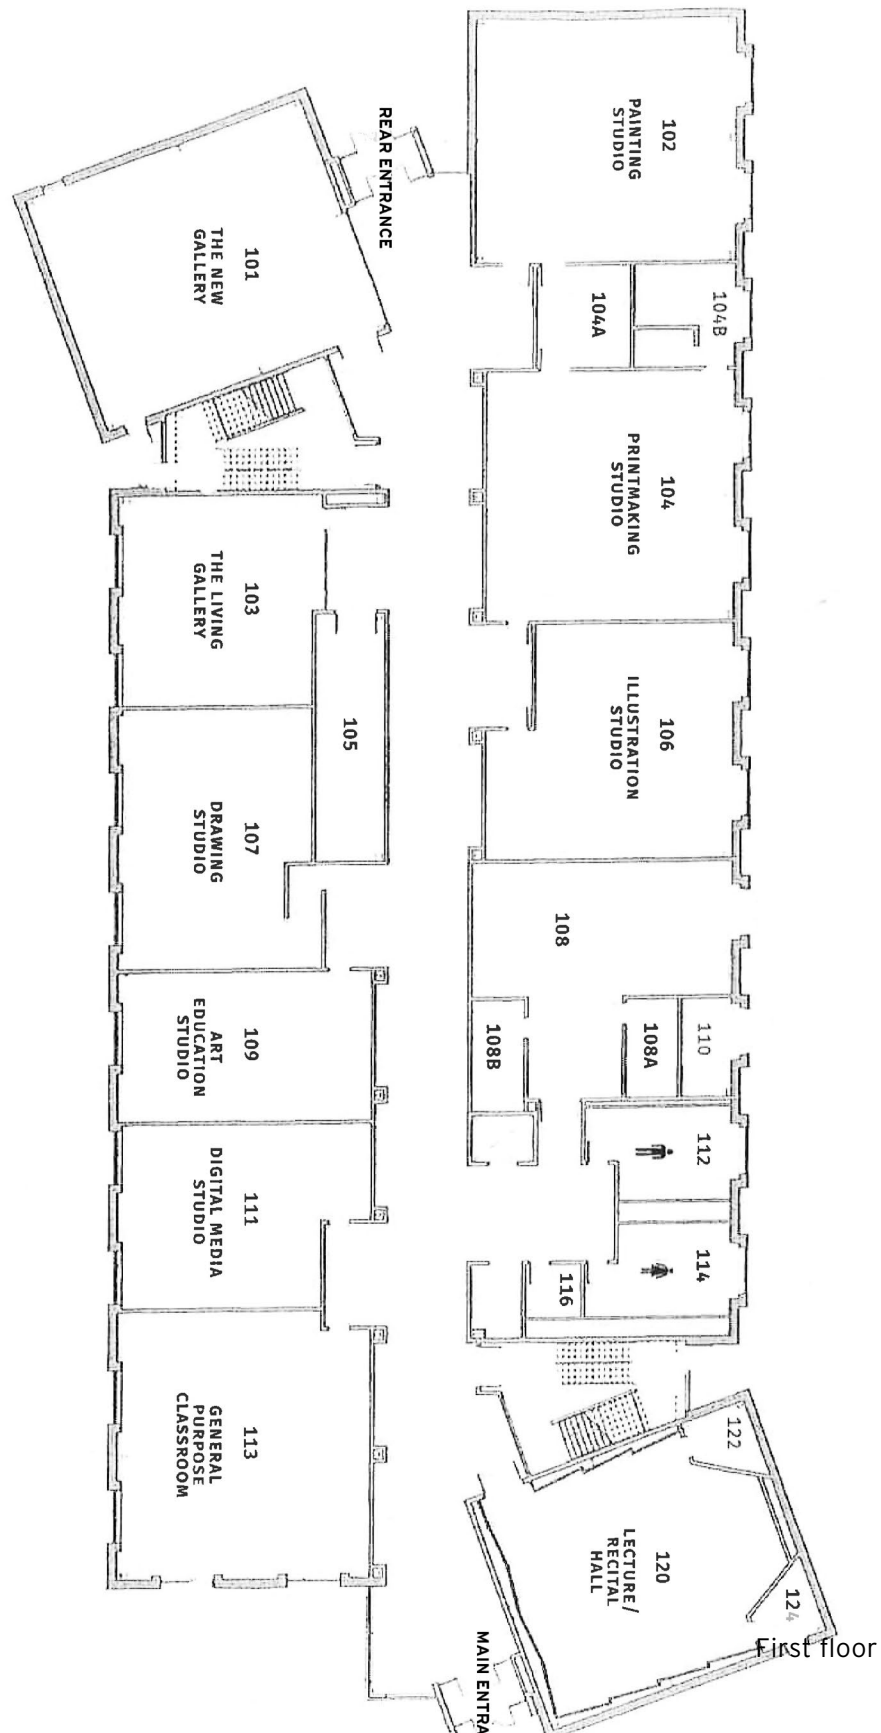 REAR ENTRANCE
102
PAINTING
STUDIO
101
THE NEW
GALLERY
104A
104B
104
PRINTMAKING
STUDIO
103
THE LIVING
GALLERY
105
106
ILLUSTRATION
STUDIO
107
DRAWING
STUDIO
108
109
ART
EDUCATION
STUDIO
108B
108A
110
111
DIGITAL MEDIA
STUDIO
112
114
116
113
GENERAL
PURPOSE
CLASSROOM
122
120
LECTURE/
RECITAL
HALL
124
First floor
MAIN ENTRA